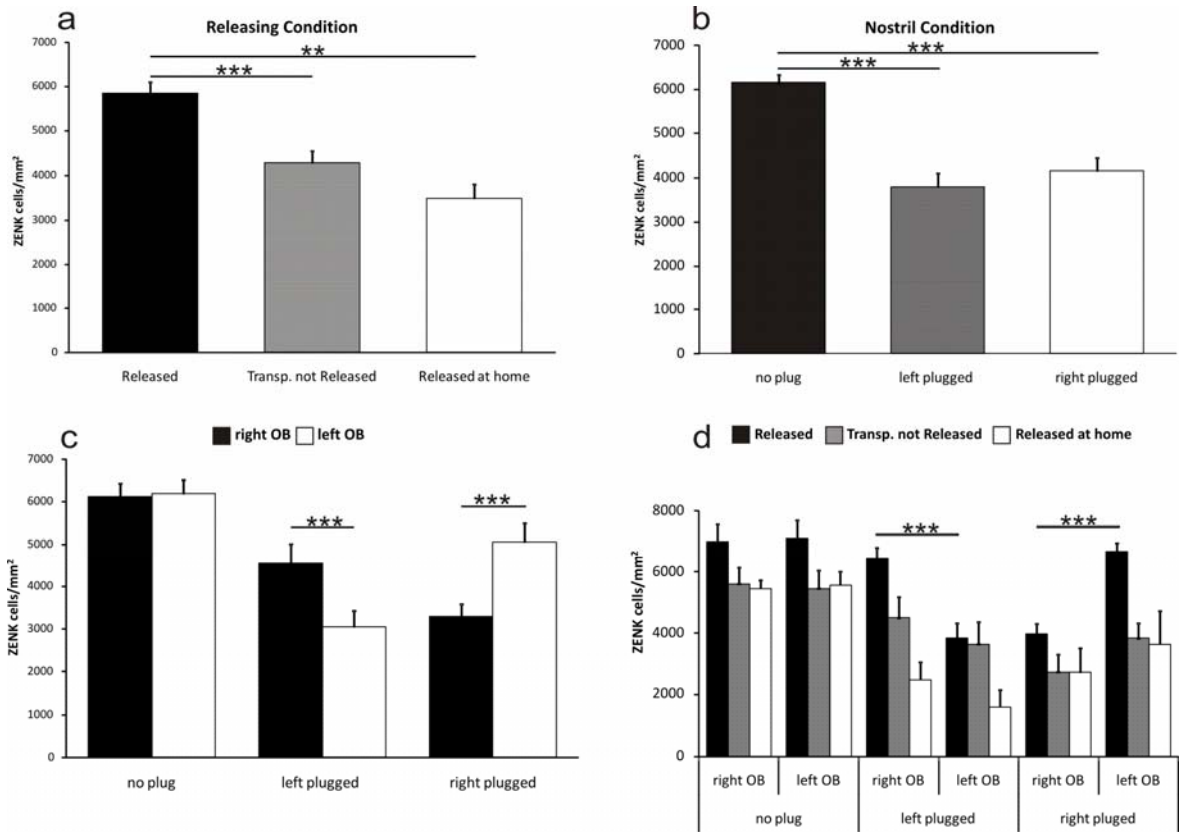 a
Releasing Condition
ZENK cells/mm²
7000
6000
5000
4000
3000
2000
1000
0
**
***
Released
Transp. not Released
Released at home
b
Nostril Condition
ZENK cells/mm²
7000
6000
5000
4000
3000
2000
1000
0
***
***
no plug
left plugged
right plugged
c
right OB left OB
ZENK cells/mm²
7000
6000
5000
4000
3000
2000
1000
0
***
***
no plug
left plugged
right plugged
d
Released Transp. not Released Released at home
ZENK cells/mm²
8000
6000
4000
2000
0
***
***
right OB left OB right OB left OB right OB left OB
no plug left plugged right pluged